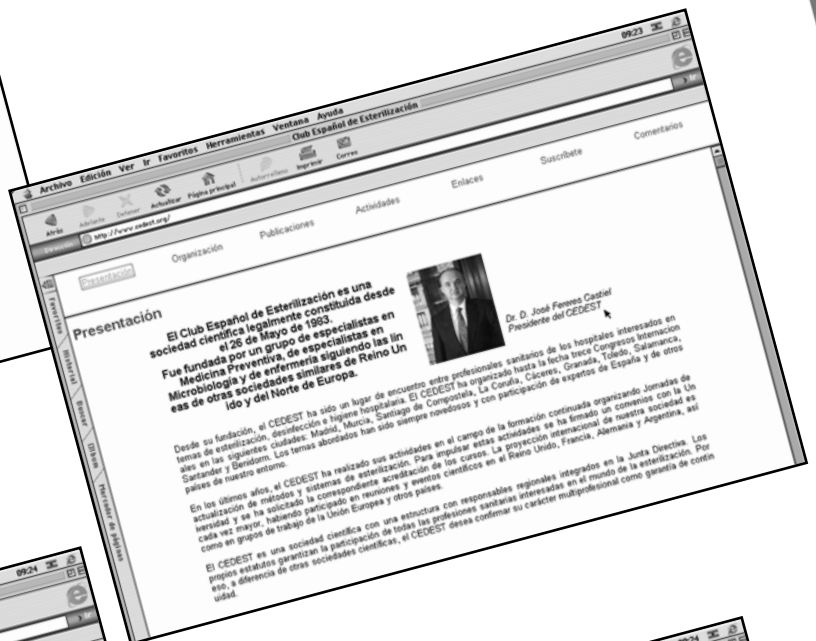 09:23
Archivo Edición Ver Ir Favoritos Herramientas Ventana Ayuda
Club Español de Esterilización
Atrás Adelante Detener Actualizar Página principal Autorrelleno Imprimir Correo
Dirección http://www.cedest.org/ Ir
Presentación Organización Publicaciones Actividades Enlaces Suscríbete Comentarios
Favoritos
Historial
Buscar
Álbum
Marcador de páginas
Presentación
El Club Español de Esterilización es una
sociedad científica legalmente constituida desde
el 26 de Mayo de 1983.
Fue fundada por un grupo de especialistas en
Medicina Preventiva, de especialistas en
Microbiología y de enfermería siguiendo las lín
eas de otras sociedades similares de Reino Un
ido y del Norte de Europa.
Dr. D. José Fereres Castiel
Presidente del CEDEST
Desde su fundación, el CEDEST ha sido un lugar de encuentro entre profesionales sanitarios de los hospitales interesados en
temas de esterilización, desinfección e higiene hospitalaria. El CEDEST ha organizado hasta la fecha trece Congresos Internacion
ales en las siguientes ciudades: Madrid, Murcia, Santiago de Compostela, La Coruña, Cáceres, Granada, Toledo, Salamanca,
Santander y Benidorm. Los temas abordados han sido siempre novedosos y con participación de expertos de España y de otros
países de nuestro entorno.
En los últimos años, el CEDEST ha realizado sus actividades en el campo de la formación continuada organizando Jornadas de
actualización de métodos y sistemas de esterilización. Para impulsar estas actividades se ha firmado un convenios con la Un
iversidad y se ha solicitado la correspondiente acreditación de los cursos. La proyección internacional de nuestra sociedad es
cada vez mayor, habiendo participado en reuniones y eventos científicos en el Reino Unido, Francia, Alemania y Argentina, así
como en grupos de trabajo de la Unión Europea y otros países.
El CEDEST es una sociedad científica con una estructura con responsables regionales integrados en la Junta Directiva. Los
propios estatutos garantizan la participación de todas las profesiones sanitarias interesadas en el mundo de la esterilización. Por
eso, a diferencia de otras sociedades científicas, el CEDEST desea confirmar su carácter multiprofesional como garantía de contin
uidad.
09:24
Ir